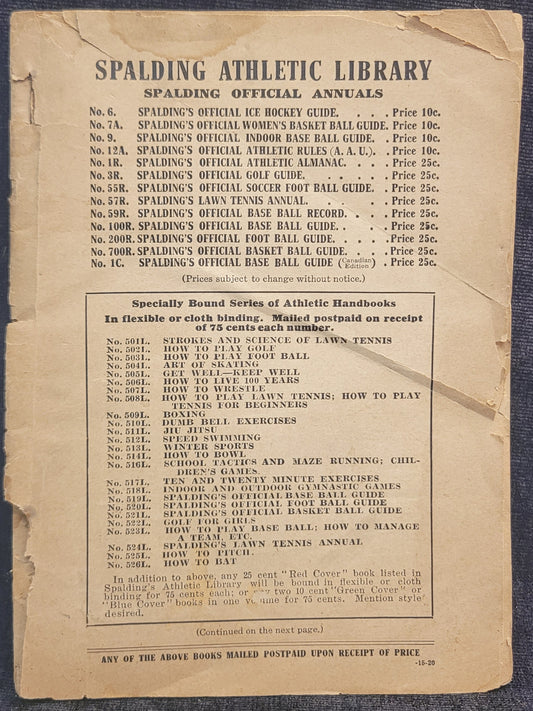 SPALDING ATHLETIC LIBRARY
SPALDING OFFICIAL ANNUALS
No. 6. SPALDING'S OFFICIAL ICE HOCKEY GUIDE. . . . Price 10c.
No. 7A. SPALDING'S OFFICIAL WOMEN'S BASKET BALL GUIDE. Price 10c.
No. 9. SPALDING'S OFFICIAL INDOOR BASE BALL GUIDE. . Price 10c.
No. 12A. SPALDING'S OFFICIAL ATHLETIC RULES (A. A. U.). . Price 10c.
No. 1R. SPALDING'S OFFICIAL ATHLETIC ALMANAC. . . . Price 25c.
No. 3R. SPALDING'S OFFICIAL GOLF GUIDE. . . . . Price 25c.
No. 55R. SPALDING'S OFFICIAL SOCCER FOOT BALL GUIDE. . Price 25c.
No. 57R. SPALDING'S LAWN TENNIS ANNUAL. . . . Price 25c.
No. 59R. SPALDING'S OFFICIAL BASE BALL RECORD. . . . Price 25c.
No. 100R. SPALDING'S OFFICIAL BASE BALL GUIDE. . . . Price 25c.
No. 200R. SPALDING'S OFFICIAL FOOT BALL GUIDE. . . . Price 25c.
No. 700R. SPALDING'S OFFICIAL BASKET BALL GUIDE. . . . Price 25c.
No. 1C. SPALDING'S OFFICIAL BASE BALL GUIDE (Canadian Edition) . Price 25c.
(Prices subject to change without notice.)
Specially Bound Series of Athletic Handbooks
In flexible or cloth binding. Mailed postpaid on receipt
of 75 cents each number.
No. 501L. STROKES AND SCIENCE OF LAWN TENNIS
No. 502L. HOW TO PLAY GOLF
No. 503L. HOW TO PLAY FOOT BALL
No. 504L. ART OF SKATING
No. 505L. GET WELL—KEEP WELL
No. 506L. HOW TO LIVE 100 YEARS
No. 507L. HOW TO WRESTLE
No. 508L. HOW TO PLAY LAWN TENNIS; HOW TO PLAY
TENNIS FOR BEGINNERS
No. 509L. BOXING
No. 510L. DUMB BELL EXERCISES
No. 511L. JIU JITSU
No. 512L. SPEED SWIMMING
No. 513L. WINTER SPORTS
No. 514L. HOW TO BOWL
No. 516L. SCHOOL TACTICS AND MAZE RUNNING; CHIL-
DREN'S GAMES.
No. 517L. TEN AND TWENTY MINUTE EXERCISES
No. 518L. INDOOR AND OUTDOOR GYMNASTIC GAMES
No. 519L. SPALDING'S OFFICIAL BASE BALL GUIDE
No. 520L. SPALDING'S OFFICIAL FOOT BALL GUIDE
No. 521L. SPALDING'S OFFICIAL BASKET BALL GUIDE
No. 522L. GOLF FOR GIRLS
No. 523L. HOW TO PLAY BASE BALL; HOW TO MANAGE
A TEAM, ETC.
No. 524L. SPALDING'S LAWN TENNIS ANNUAL
No. 525L. HOW TO PITCH.
No. 526L. HOW TO BAT
In addition to above, any 25 cent "Red Cover" book listed in
Spalding's Athletic Library will be bound in flexible or cloth
binding for 75 cents each; or any two 10 cent "Green Cover" or
"Blue Cover" books in one volume for 75 cents. Mention style
desired.
(Continued on the next page.)
ANY OF THE ABOVE BOOKS MAILED POSTPAID UPON RECEIPT OF PRICE
-15-20